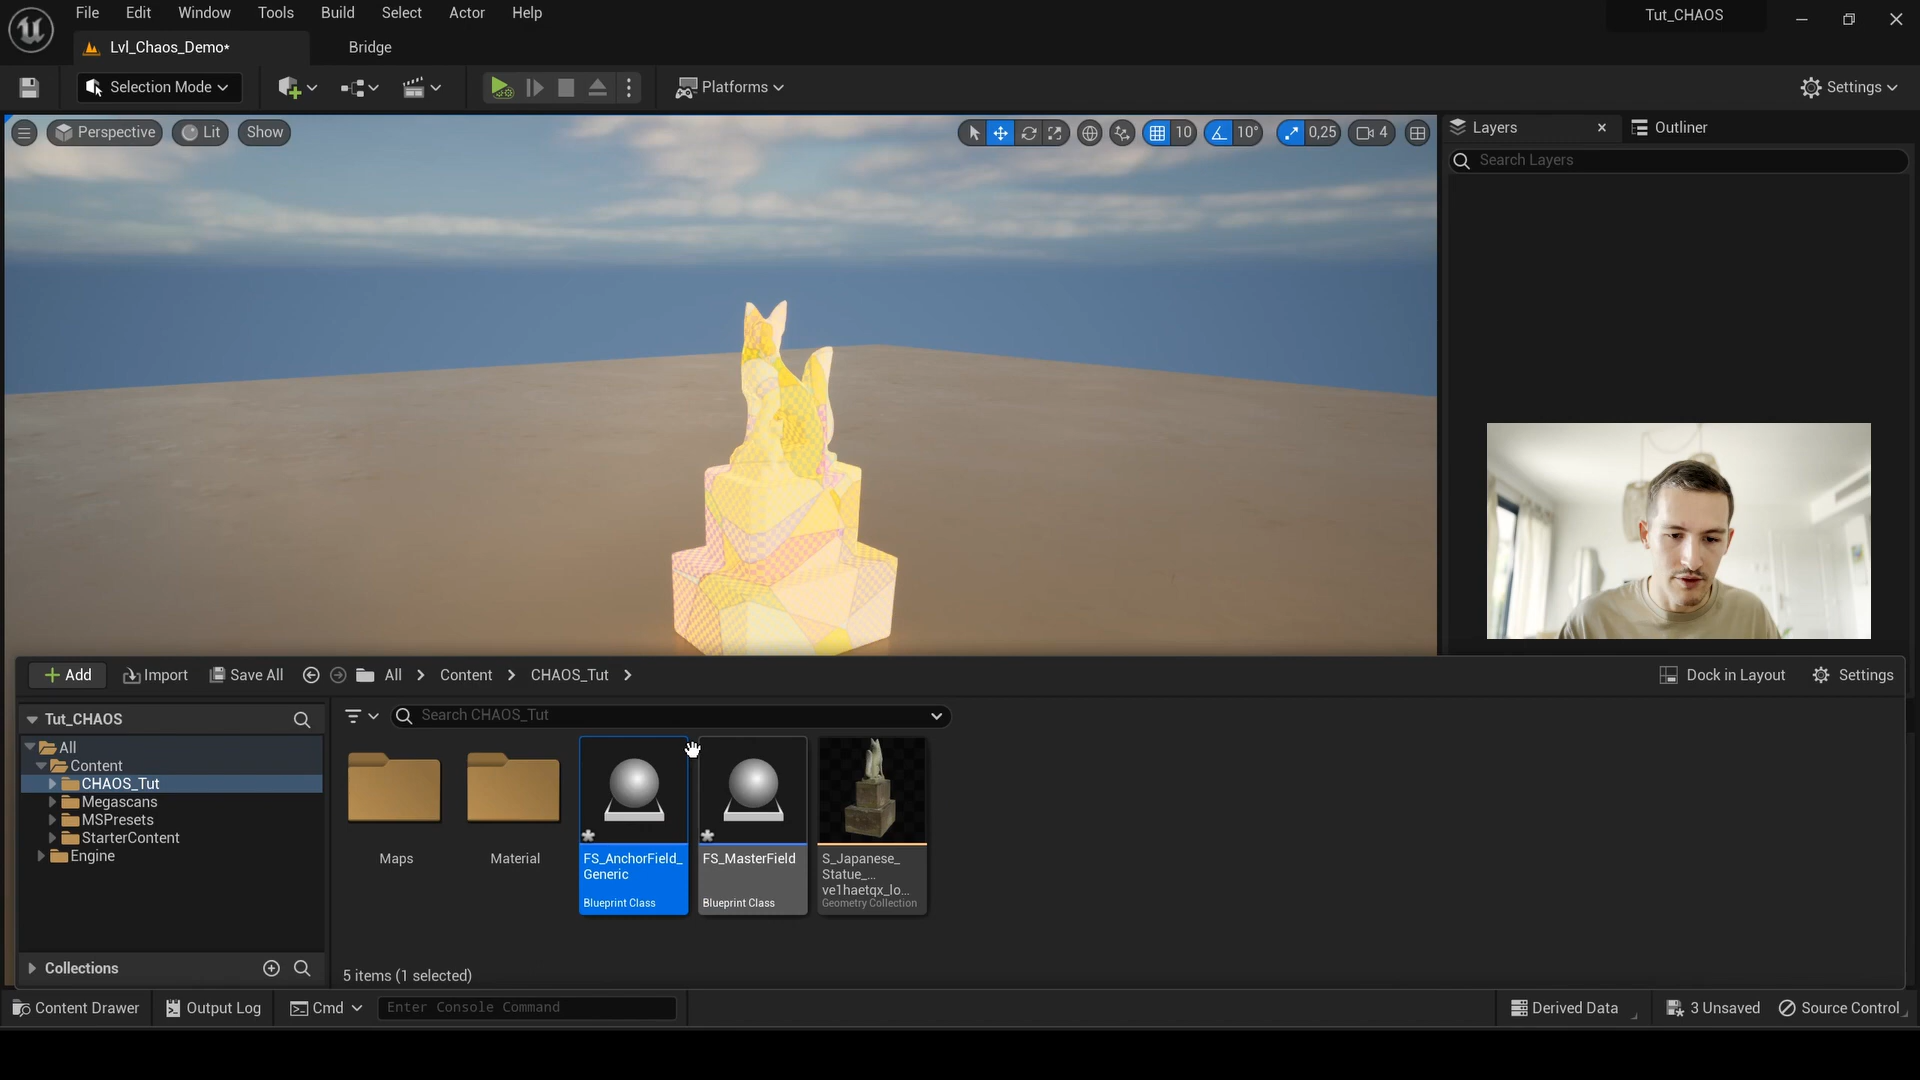 File Edit Window Tools Build Select Actor Help
Tut_CHAOS
Lvl_Chaos_Demo*
Bridge
Selection Mode
Platforms
Settings
Perspective
Lit
Show
10
10°
0,25
4
Layers
Outliner
Search Layers
Add
Import
Save All
All
Content
CHAOS_Tut
Dock in Layout
Settings
Tut_CHAOS
Search CHAOS_Tut
All
Content
CHAOS_Tut
Megascans
MSPresets
StarterContent
Engine
Maps
Material
FS_AnchorField_
Generic
Blueprint Class
FS_MasterField
Blueprint Class
S_Japanese_
Statue_...
ve1haetqx_lo...
Geometry Collection
Collections
5 items (1 selected)
Content Drawer
Output Log
Cmd
Enter Console Command
Derived Data
3 Unsaved
Source Control